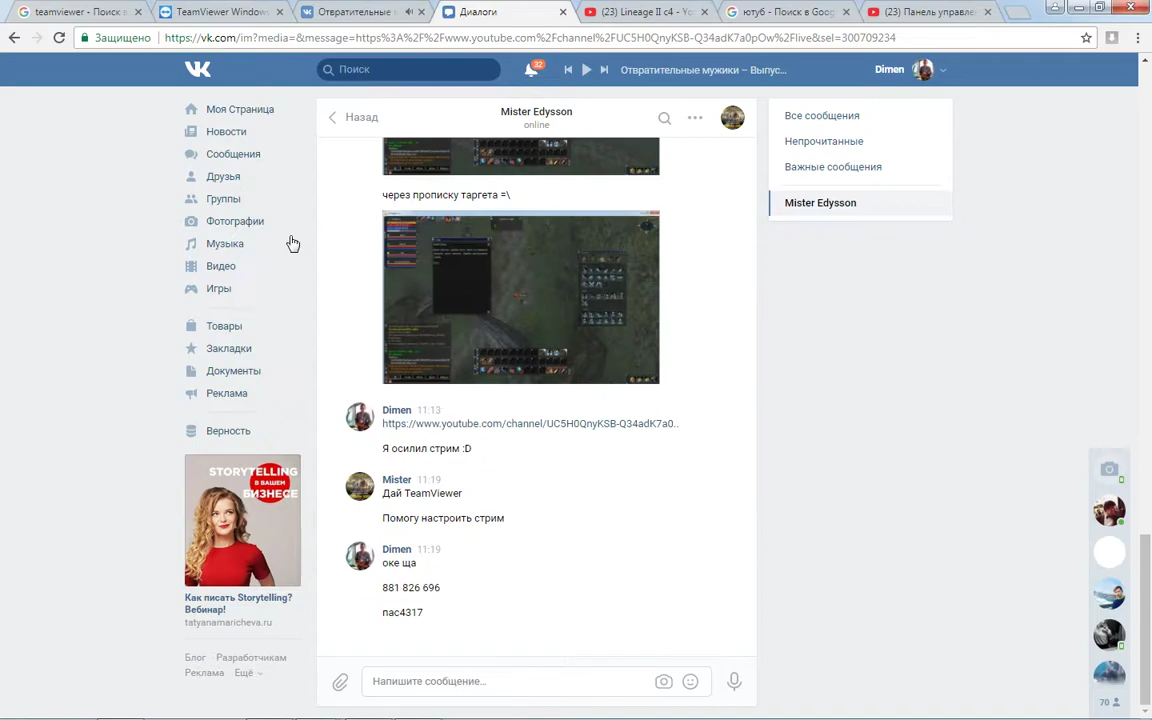 teamviewer - Поиск в
TeamViewer Window
Отвратительные
Диалоги
(23) Lineage II c4 - Yo
ютуб - Поиск в Goog
(23) Панель управле
Защищено
https://vk.com/im?media=&message=https%3A%2F%2Fwww.youtube.com%2Fchannel%2FUC5H0QnyKSB-Q34adK7a0pOw%2Flive&sel=300709234
Поиск
32
Отвратительные мужики – Выпус...
Dimen
Моя Страница
Новости
Сообщения
Друзья
Группы
Фотографии
Музыка
Видео
Игры
Товары
Закладки
Документы
Реклама
Верность
STORYTELLING
В ВАШЕМ
БИЗНЕСЕ
Как писать Storytelling?
Вебинар!
tatyanamaricheva.ru
Блог Разработчикам
Реклама Ещё
Назад
Mister Edysson
online
через прописку таргета =\
Dimen 11:13
https://www.youtube.com/channel/UC5H0QnyKSB-Q34adK7a0..
Я осилил стрим :D
Mister 11:19
Дай TeamViewer
Помогу настроить стрим
Dimen 11:19
оке ща
881 826 696
пас4317
Напишите сообщение...
Все сообщения
Непрочитанные
Важные сообщения
Mister Edysson
70